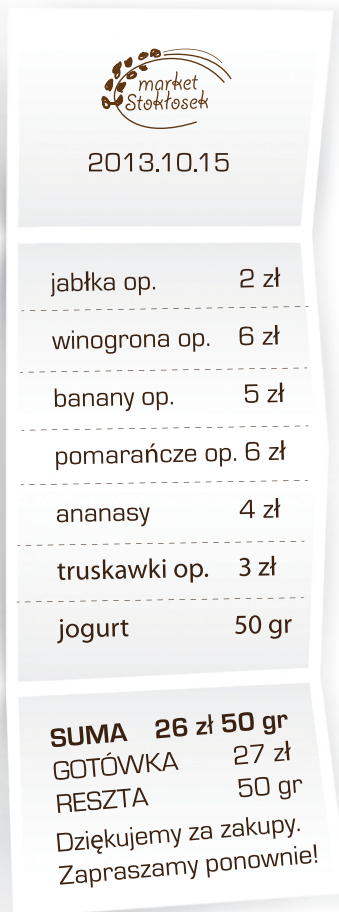 market
Stokłosek
2013.10.15
jabłka op. 2 zł
winogrona op. 6 zł
banany op. 5 zł
pomarańcze op. 6 zł
ananasy 4 zł
truskawki op. 3 zł
jogurt 50 gr
SUMA 26 zł 50 gr
GOTÓWKA 27 zł
RESZTA 50 gr
Dziękujemy za zakupy.
Zapraszamy ponownie!